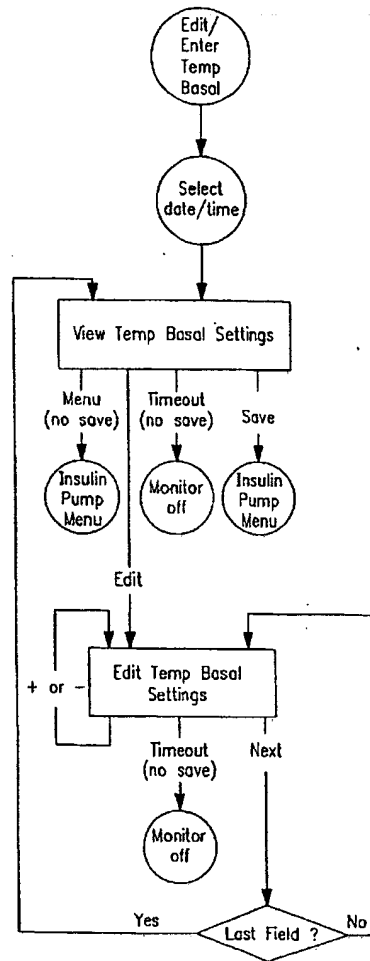 Edit/
Enter
Temp
Basal
Select
date/time
View Temp Basal Settings
Menu
(no save)
Timeout
(no save)
Save
Insulin
Pump
Menu
Monitor
off
Insulin
Pump
Menu
Edit
+ or -
Edit Temp Basal
Settings
Timeout
(no save)
Next
Monitor
off
Yes
Last Field ?
No